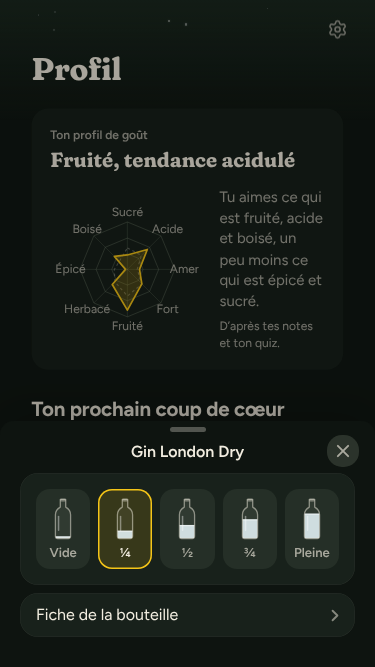 Profil
Ton profil de goût
Fruité, tendance acidulé
Sucré
Boisé
Acide
Épicé
Amer
Herbacé
Fort
Fruité
Tu aimes ce qui
est fruité, acide
et boisé, un
peu moins ce
qui est épicé et
sucré.
D'après tes notes
et ton quiz.
Ton prochain coup de cœur
Gin London Dry
Vide
¼
½
¾
Pleine
Fiche de la bouteille